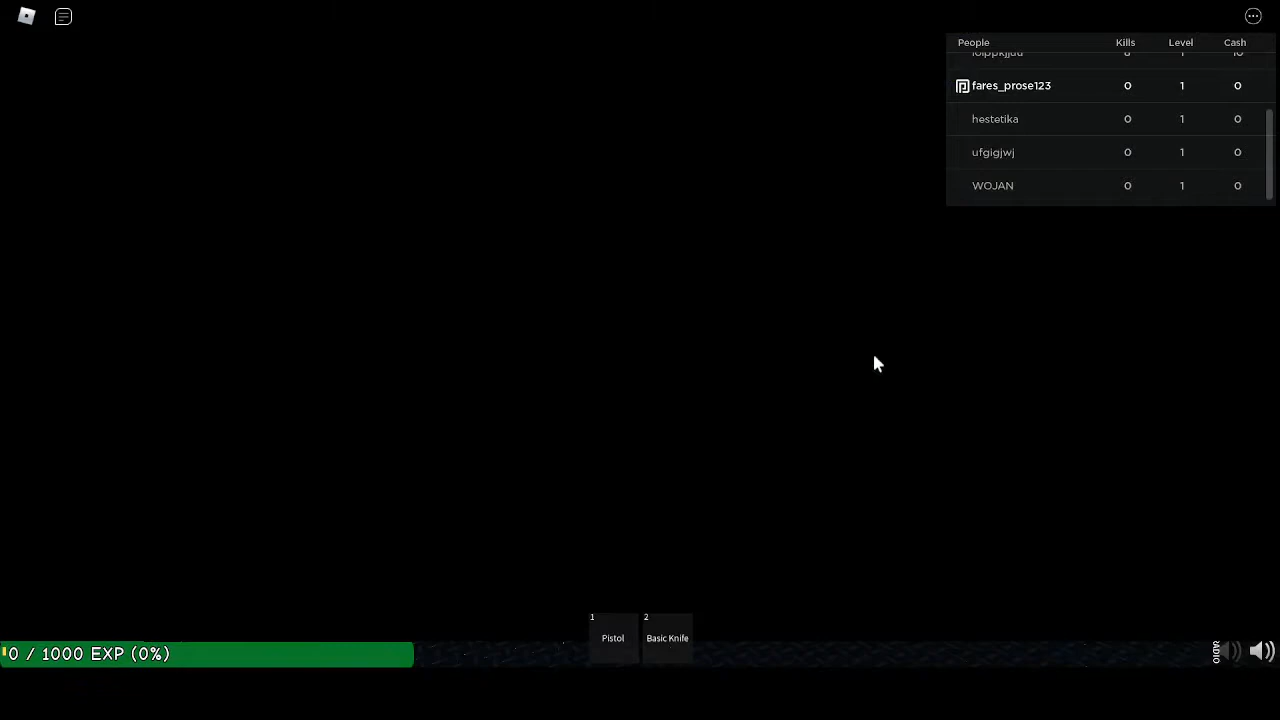 People Kills Level Cash
fares_prose123 0 1 0
hestetika 0 1 0
ufgigjwj 0 1 0
WOJAN 0 1 0
1 2
Pistol Basic Knife
0 / 1000 EXP (0%)